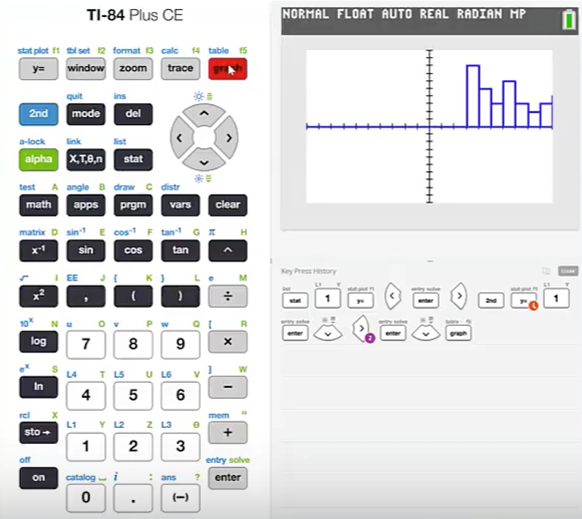 TI-84 Plus CE
stat plot f1 tbl set f2 format f3 calc f4 table f5
y= window zoom trace graph
quit ins
2nd mode del
a-lock link list
alpha X,T,θ,n stat
test A angle B draw C distr
math apps prgm vars clear
matrix D sin⁻¹ E cos⁻¹ F tan⁻¹ G π H
x⁻¹ sin cos tan ^
√ I EE J { K } L e M
x² , ( ) ÷
10ˣ N u O v P w Q [ R
log 7 8 9 ×
eˣ S L4 T L5 U L6 V ] W
ln 4 5 6 −
rcl X L1 Y L2 Z L3 θ mem "
sto→ 1 2 3 +
off catalog i : ans ? entry solve
on 0 . (−) enter
NORMAL FLOAT AUTO REAL RADIAN MP
Key Press History CLEAR
list L1 Y stat plot f1 entry solve stat plot f1 L1 Y
stat 1 y= < enter > 2nd y= 1
entry solve entry solve table f5
enter > 2 enter graph